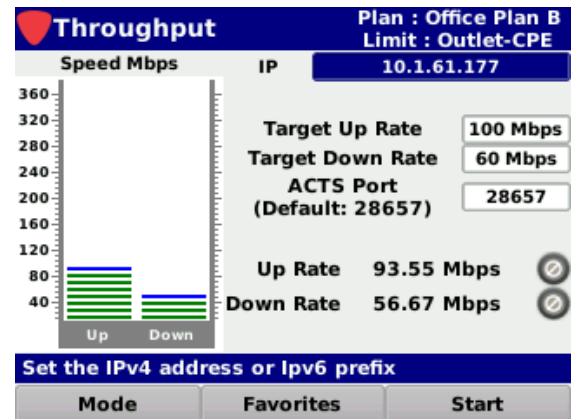 Throughput
Plan : Office Plan B
Limit : Outlet-CPE
Speed Mbps
IP 10.1.61.177
360
320
280
240
200
160
120
80
40
Up Down
Target Up Rate 100 Mbps
Target Down Rate 60 Mbps
ACTS Port
(Default: 28657) 28657
Up Rate 93.55 Mbps
Down Rate 56.67 Mbps
Set the IPv4 address or Ipv6 prefix
Mode Favorites Start